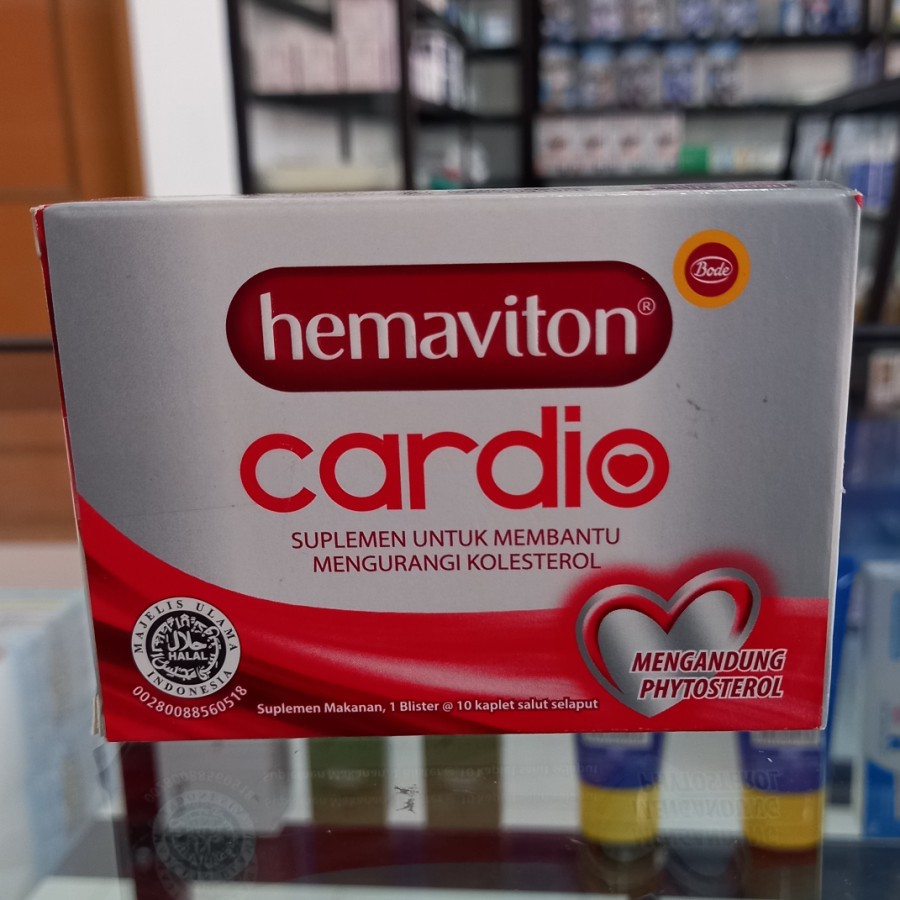 Bode
hemaviton®
cardio
SUPLEMEN UNTUK MEMBANTU
MENGURANGI KOLESTEROL
MENGANDUNG
PHYTOSTEROL
MAJELIS ULAMA
حلال
HALAL
INDONESIA
00280088560518
Suplemen Makanan, 1 Blister @ 10 kaplet salut selaput